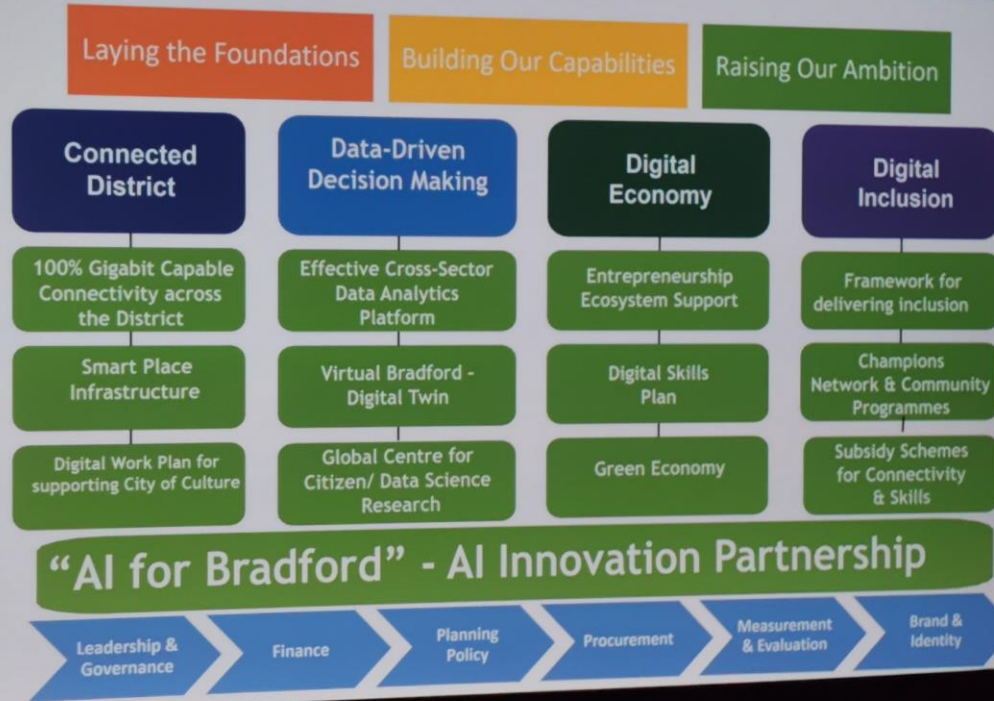 Laying the Foundations
Building Our Capabilities
Raising Our Ambition
Connected
District
100% Gigabit Capable
Connectivity across
the District
Smart Place
Infrastructure
Digital Work Plan for
supporting City of Culture
Data-Driven
Decision Making
Effective Cross-Sector
Data Analytics
Platform
Virtual Bradford -
Digital Twin
Global Centre for
Citizen/ Data Science
Research
Digital
Economy
Entrepreneurship
Ecosystem Support
Digital Skills
Plan
Green Economy
Digital
Inclusion
Framework for
delivering inclusion
Champions
Network & Community
Programmes
Subsidy Schemes
for Connectivity
& Skills
“AI for Bradford” - AI Innovation Partnership
Leadership &
Governance
Finance
Planning
Policy
Procurement
Measurement
& Evaluation
Brand &
Identity